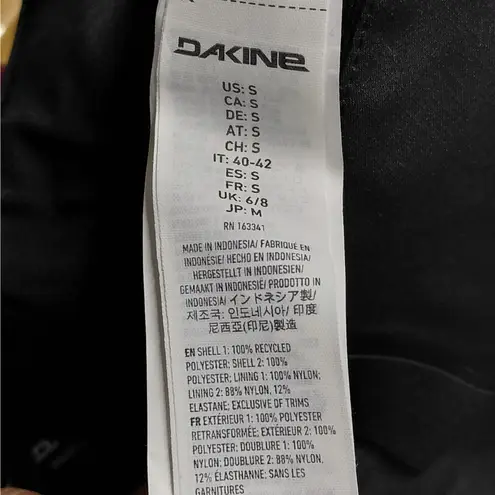 DAKINE
US: S
CA: S
DE: S
AT: S
CH: S
IT: 40-42
ES: S
FR: S
UK: 6/8
JP: M
RN 163341
MADE IN INDONESIA/ FABRIQUÉ EN
INDONÉSIE/ HECHO EN INDONESIA/
HERGESTELLT IN INDONESIEN/
GEMAAKT IN INDONESIË/ PRODOTTO IN
INDONESIA/ インドネシア製/
제조국: 인도네시아/ 印度
尼西亞(印尼)製造
EN SHELL 1: 100% RECYCLED
POLYESTER; SHELL 2: 100%
POLYESTER; LINING 1: 100% NYLON;
LINING 2: 88% NYLON, 12%
ELASTANE; EXCLUSIVE OF TRIMS
FR EXTÉRIEUR 1: 100% POLYESTER
RETRANSFORMÉE; EXTÉRIEUR 2: 100%
POLYESTER; DOUBLURE 1: 100%
NYLON; DOUBLURE 2: 88% NYLON,
12% ÉLASTHANNE; SANS LES
GARNITURES